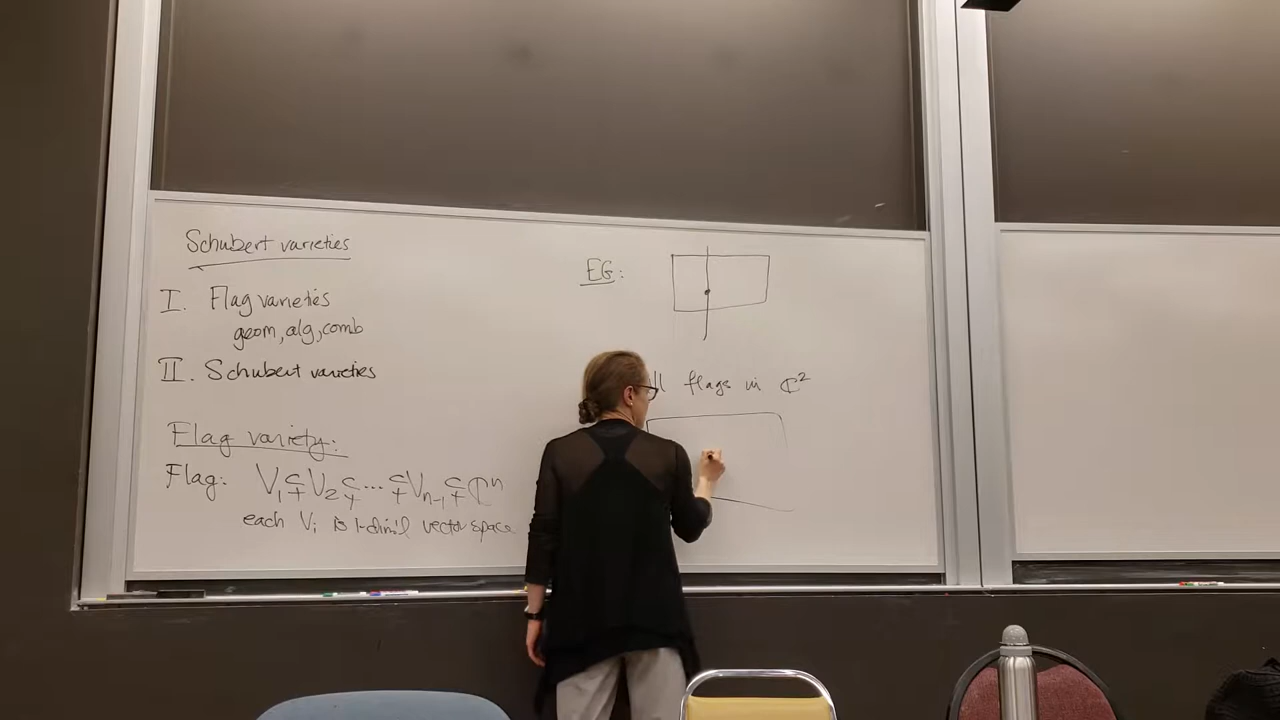 Schubert varieties
I. Flag varieties
geom, alg, comb
II. Schubert varieties
Flag variety:
Flag: V₁ ⊊ V₂ ⊊ ... ⊊ Vₙ₋₁ ⊊ ℂⁿ
each Vᵢ is i-dim'l vector space
EG:
ll flags in ℂ²